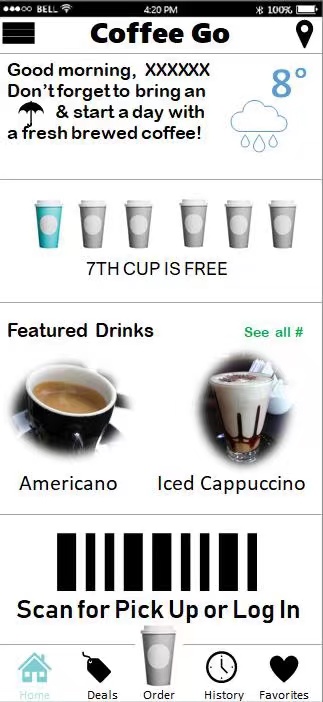 BELL 4:20 PM 100%
Coffee Go
Good morning, XXXXXX
Don't forget to bring an
& start a day with
a fresh brewed coffee!
8°
7TH CUP IS FREE
Featured Drinks
See all #
Americano
Iced Cappuccino
Scan for Pick Up or Log In
Home
Deals
Order
History
Favorites